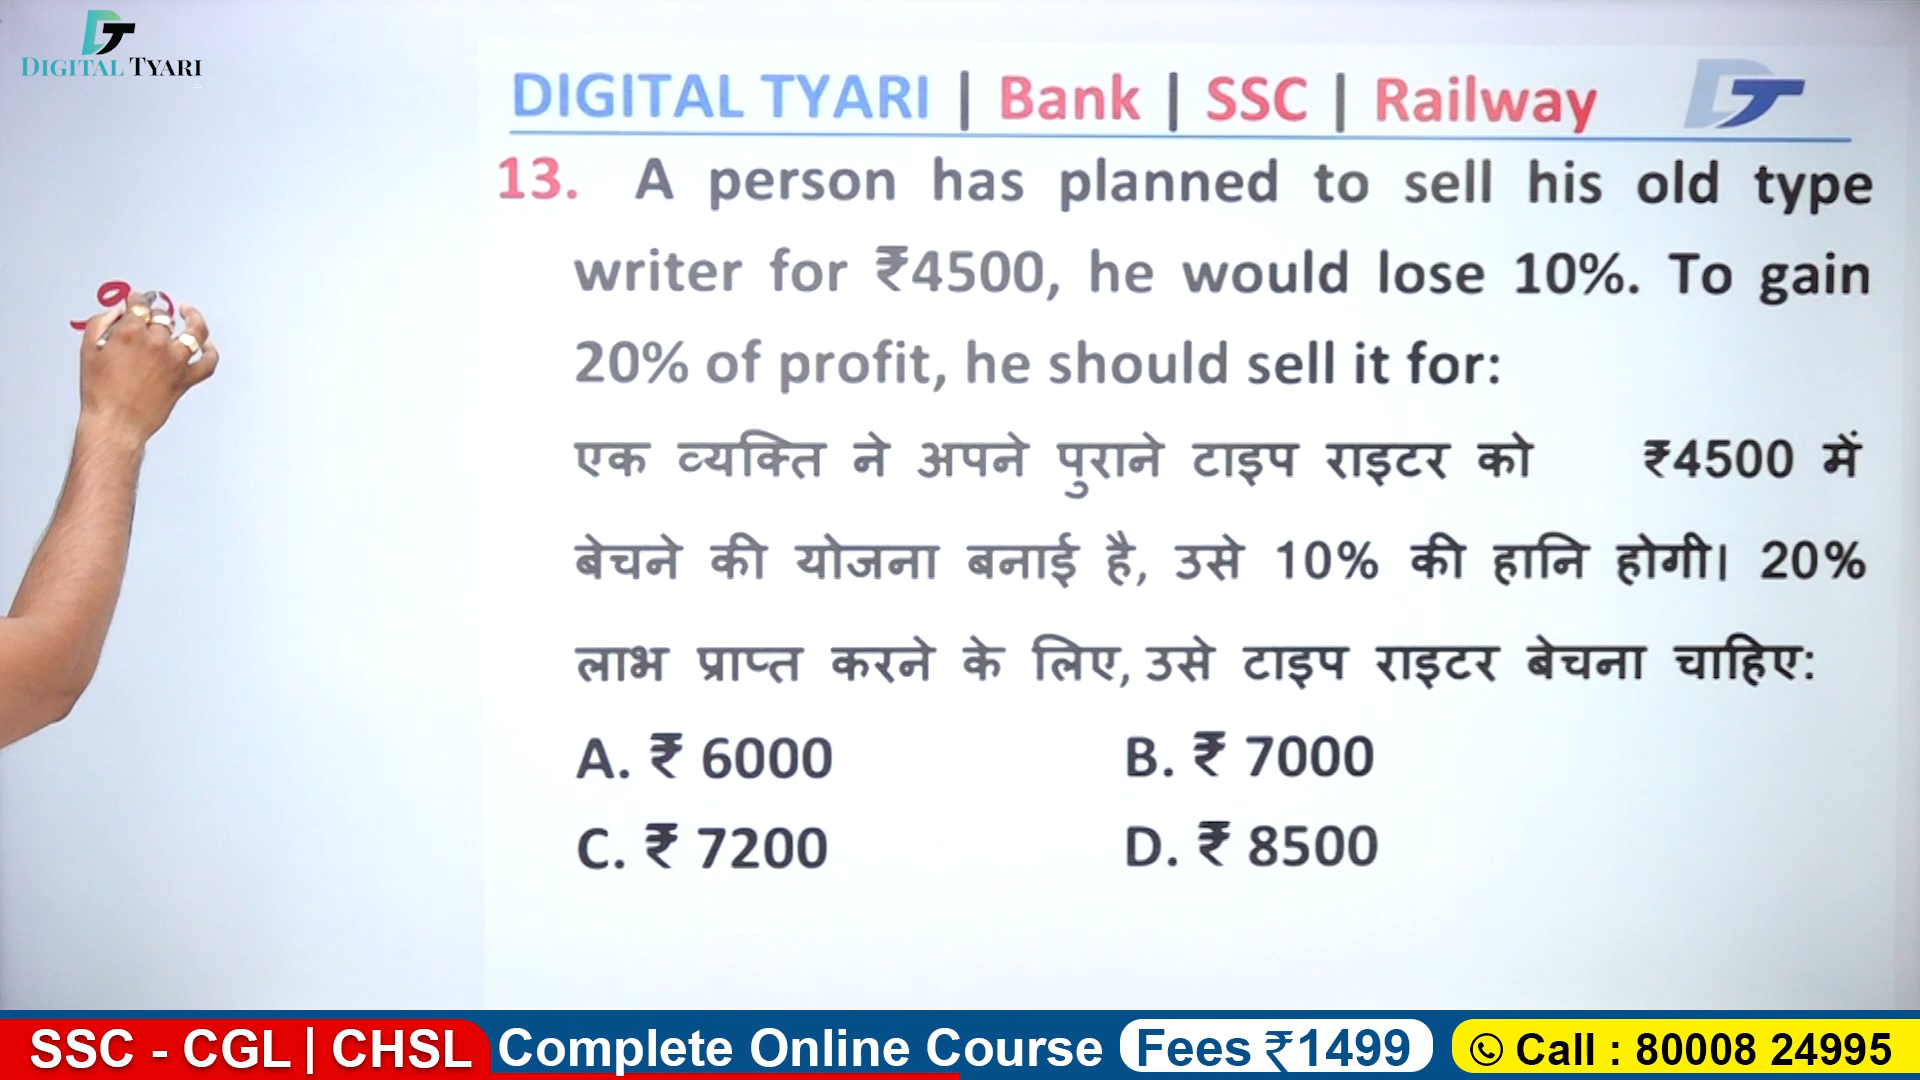 DIGITAL TYARI
DIGITAL TYARI | Bank | SSC | Railway
13. A person has planned to sell his old type
writer for ₹4500, he would lose 10%. To gain
20% of profit, he should sell it for:
एक व्यक्ति ने अपने पुराने टाइप राइटर को ₹4500 में
बेचने की योजना बनाई है, उसे 10% की हानि होगी। 20%
लाभ प्राप्त करने के लिए, उसे टाइप राइटर बेचना चाहिए:
A. ₹ 6000 B. ₹ 7000
C. ₹ 7200 D. ₹ 8500
SSC - CGL | CHSL Complete Online Course Fees ₹1499 Call : 80008 24995